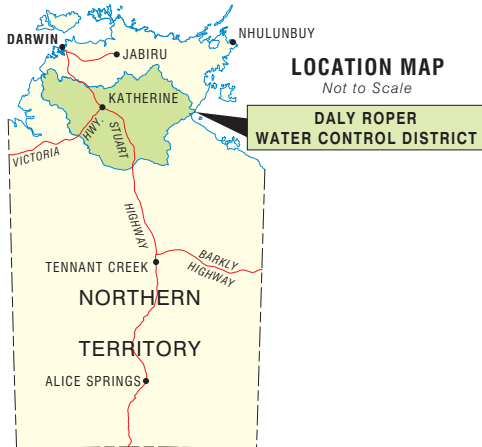 DARWIN
NHULUNBUY
JABIRU
LOCATION MAP
Not to Scale
KATHERINE
DALY ROPER
WATER CONTROL DISTRICT
VICTORIA
HWY.
STUART
HIGHWAY
BARKLY
HIGHWAY
TENNANT CREEK
NORTHERN
TERRITORY
ALICE SPRINGS